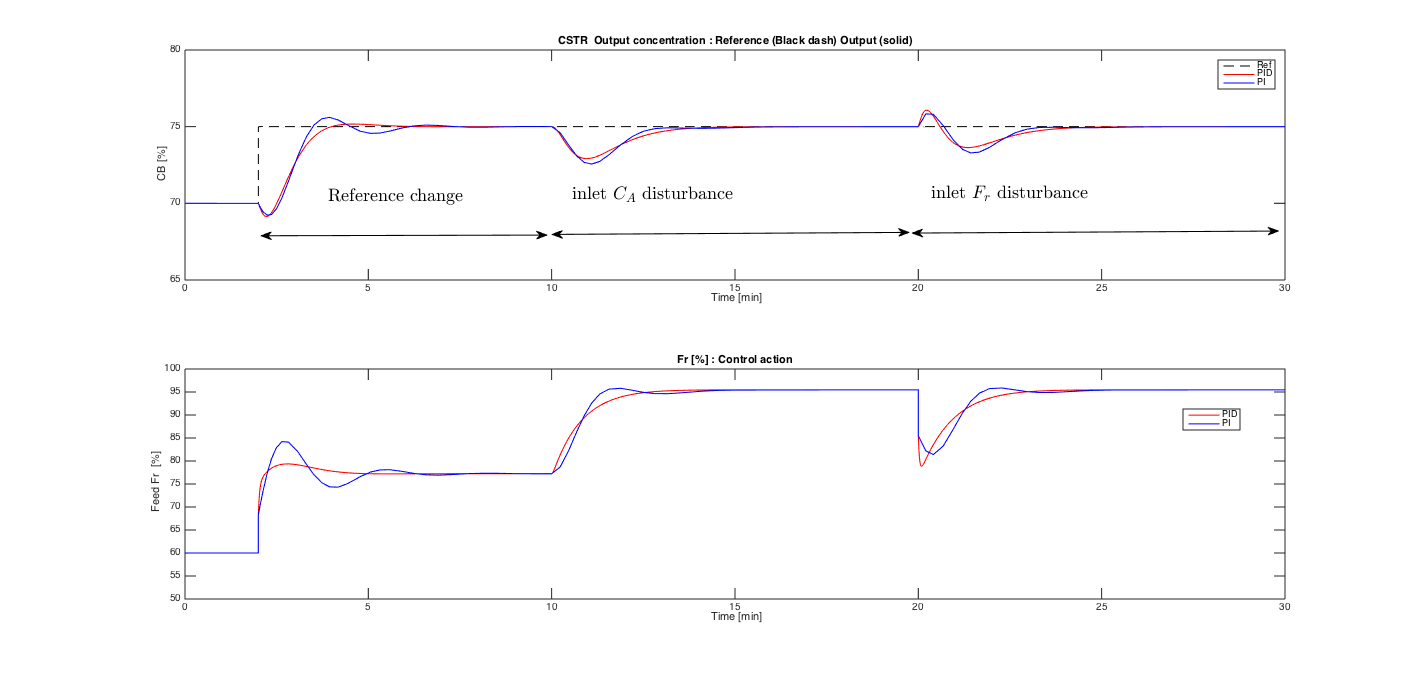 CSTR Output concentration : Reference (Black dash) Output (solid)
80
75
70
65
CB [%]
Ref
PID
PI
Reference change
inlet C_A disturbance
inlet F_r disturbance
0 5 10 15 20 25 30
Time [min]
Fr [%] : Control action
100
95
90
85
80
75
70
65
60
55
50
Feed Fr [%]
PID
PI
0 5 10 15 20 25 30
Time [min]